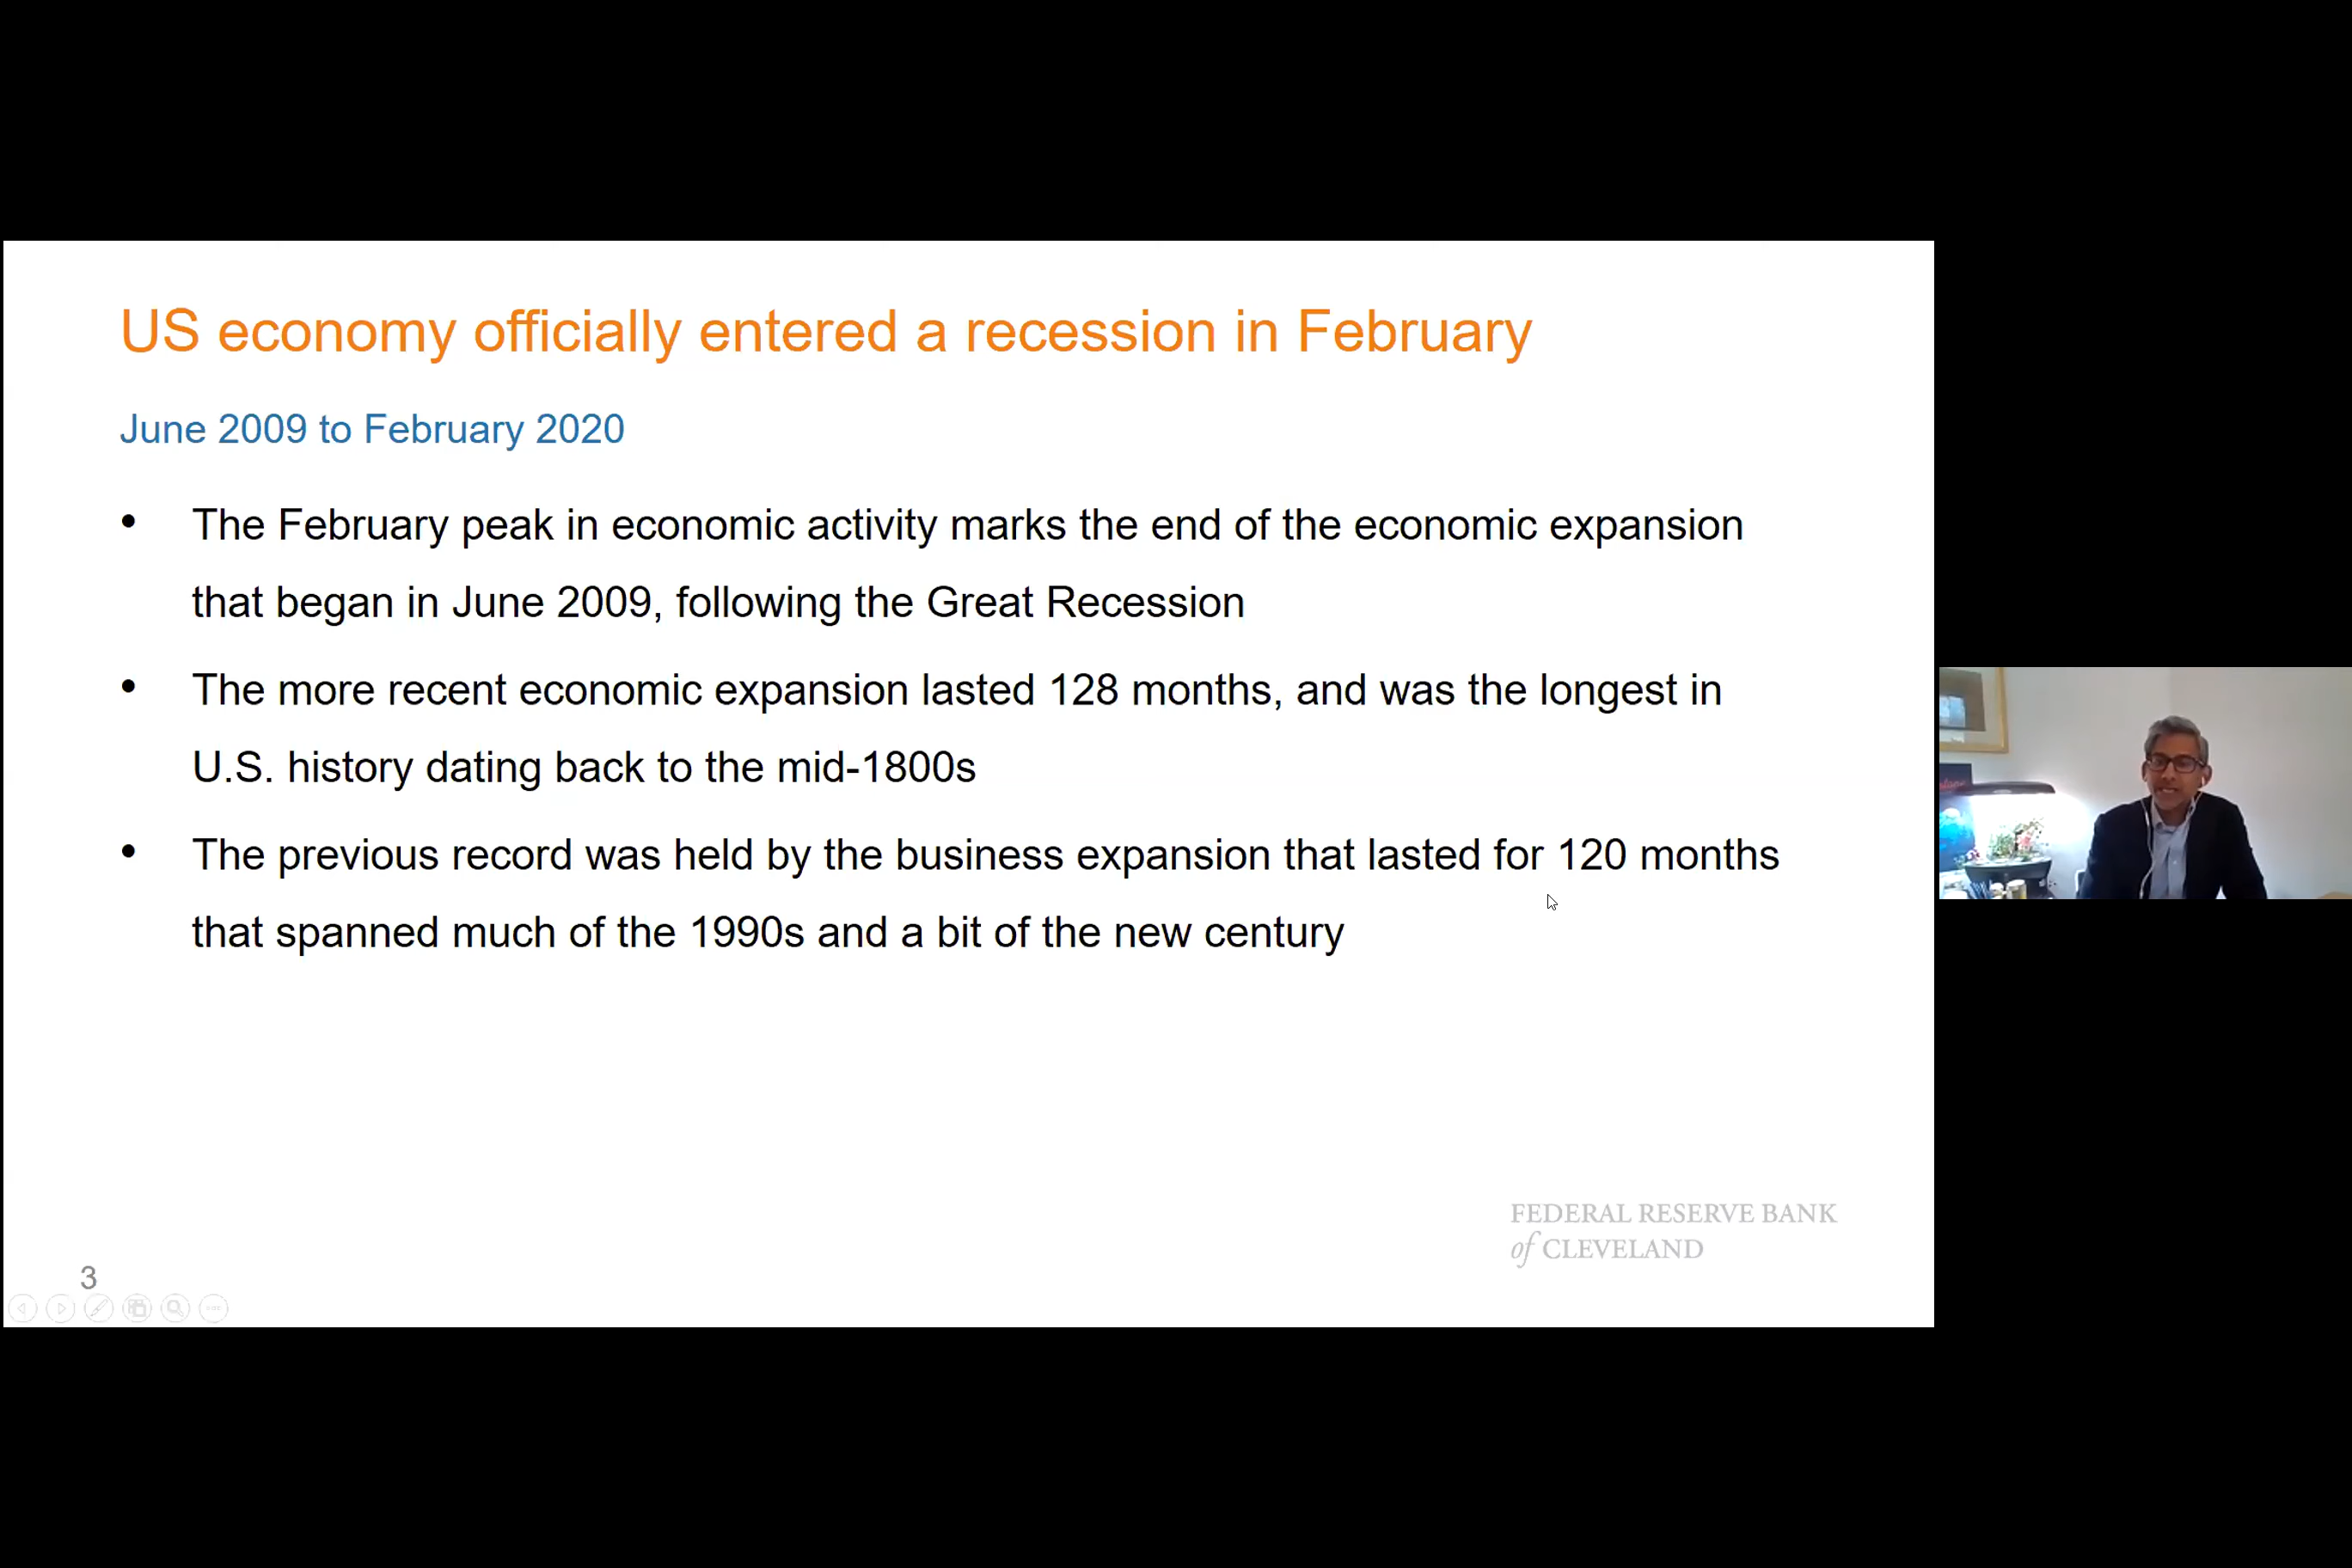 US economy officially entered a recession in February
June 2009 to February 2020
• The February peak in economic activity marks the end of the economic expansion
that began in June 2009, following the Great Recession
• The more recent economic expansion lasted 128 months, and was the longest in
U.S. history dating back to the mid-1800s
• The previous record was held by the business expansion that lasted for 120 months
that spanned much of the 1990s and a bit of the new century
FEDERAL RESERVE BANK
of CLEVELAND
3